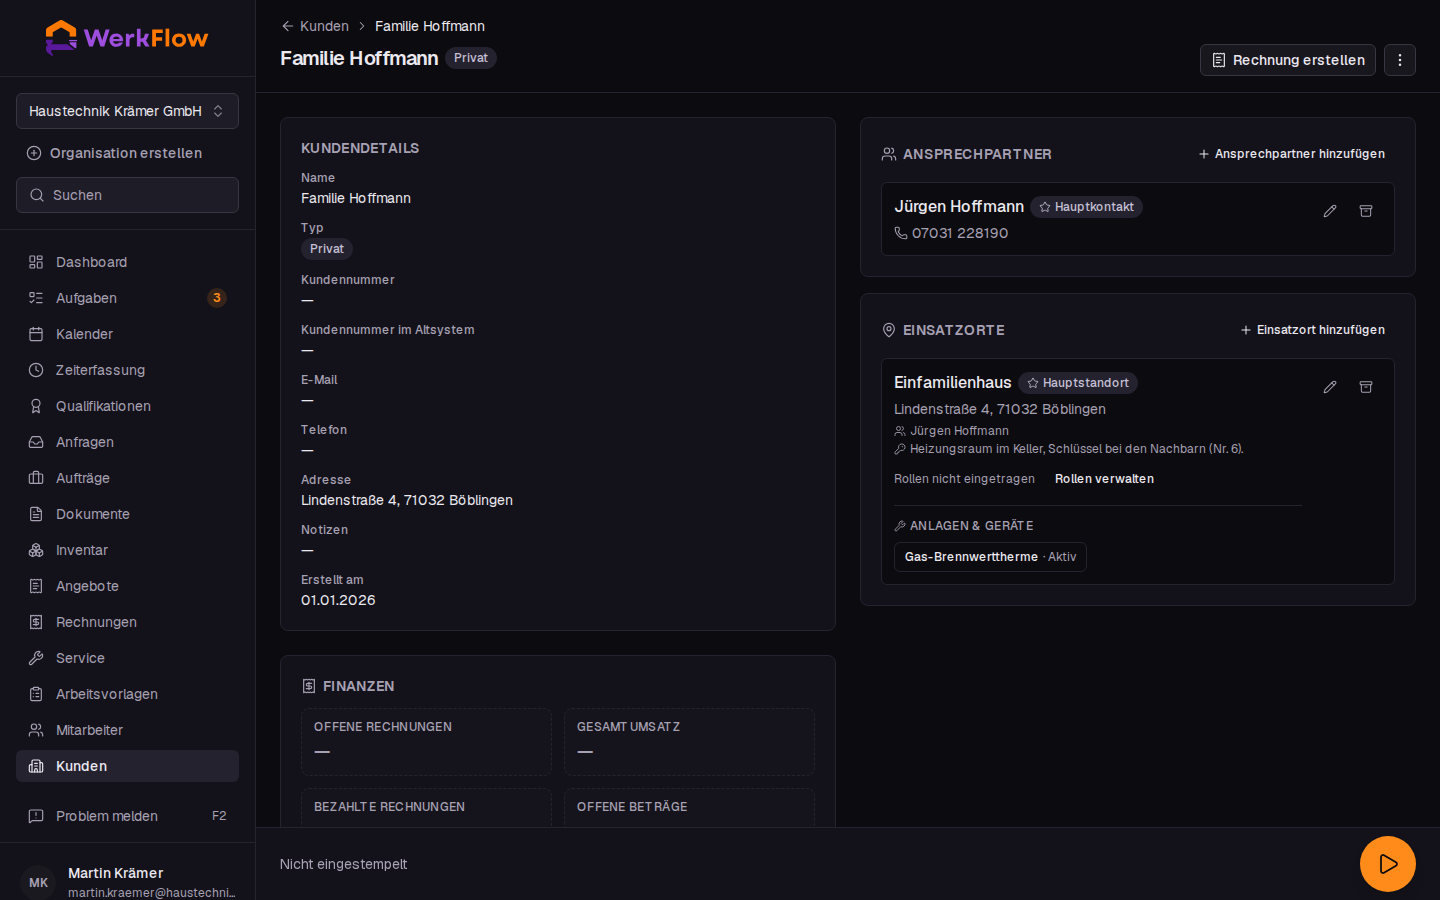 WerkFlow
Haustechnik Krämer GmbH
Organisation erstellen
Suchen
Dashboard
Aufgaben 3
Kalender
Zeiterfassung
Qualifikationen
Anfragen
Aufträge
Dokumente
Inventar
Angebote
Rechnungen
Service
Arbeitsvorlagen
Mitarbeiter
Kunden
Problem melden F2
MK
Martin Krämer
martin.kraemer@haustechni...
Kunden > Familie Hoffmann
Familie Hoffmann Privat
Rechnung erstellen
KUNDENDETAILS
Name
Familie Hoffmann
Typ
Privat
Kundennummer
—
Kundennummer im Altsystem
—
E-Mail
—
Telefon
—
Adresse
Lindenstraße 4, 71032 Böblingen
Notizen
—
Erstellt am
01.01.2026
FINANZEN
OFFENE RECHNUNGEN
—
GESAMTUMSATZ
—
BEZAHLTE RECHNUNGEN
OFFENE BETRÄGE
ANSPRECHPARTNER
+ Ansprechpartner hinzufügen
Jürgen Hoffmann Hauptkontakt
07031 228190
EINSATZORTE
+ Einsatzort hinzufügen
Einfamilienhaus Hauptstandort
Lindenstraße 4, 71032 Böblingen
Jürgen Hoffmann
Heizungsraum im Keller, Schlüssel bei den Nachbarn (Nr. 6).
Rollen nicht eingetragen Rollen verwalten
ANLAGEN & GERÄTE
Gas-Brennwerttherme · Aktiv
Nicht eingestempelt